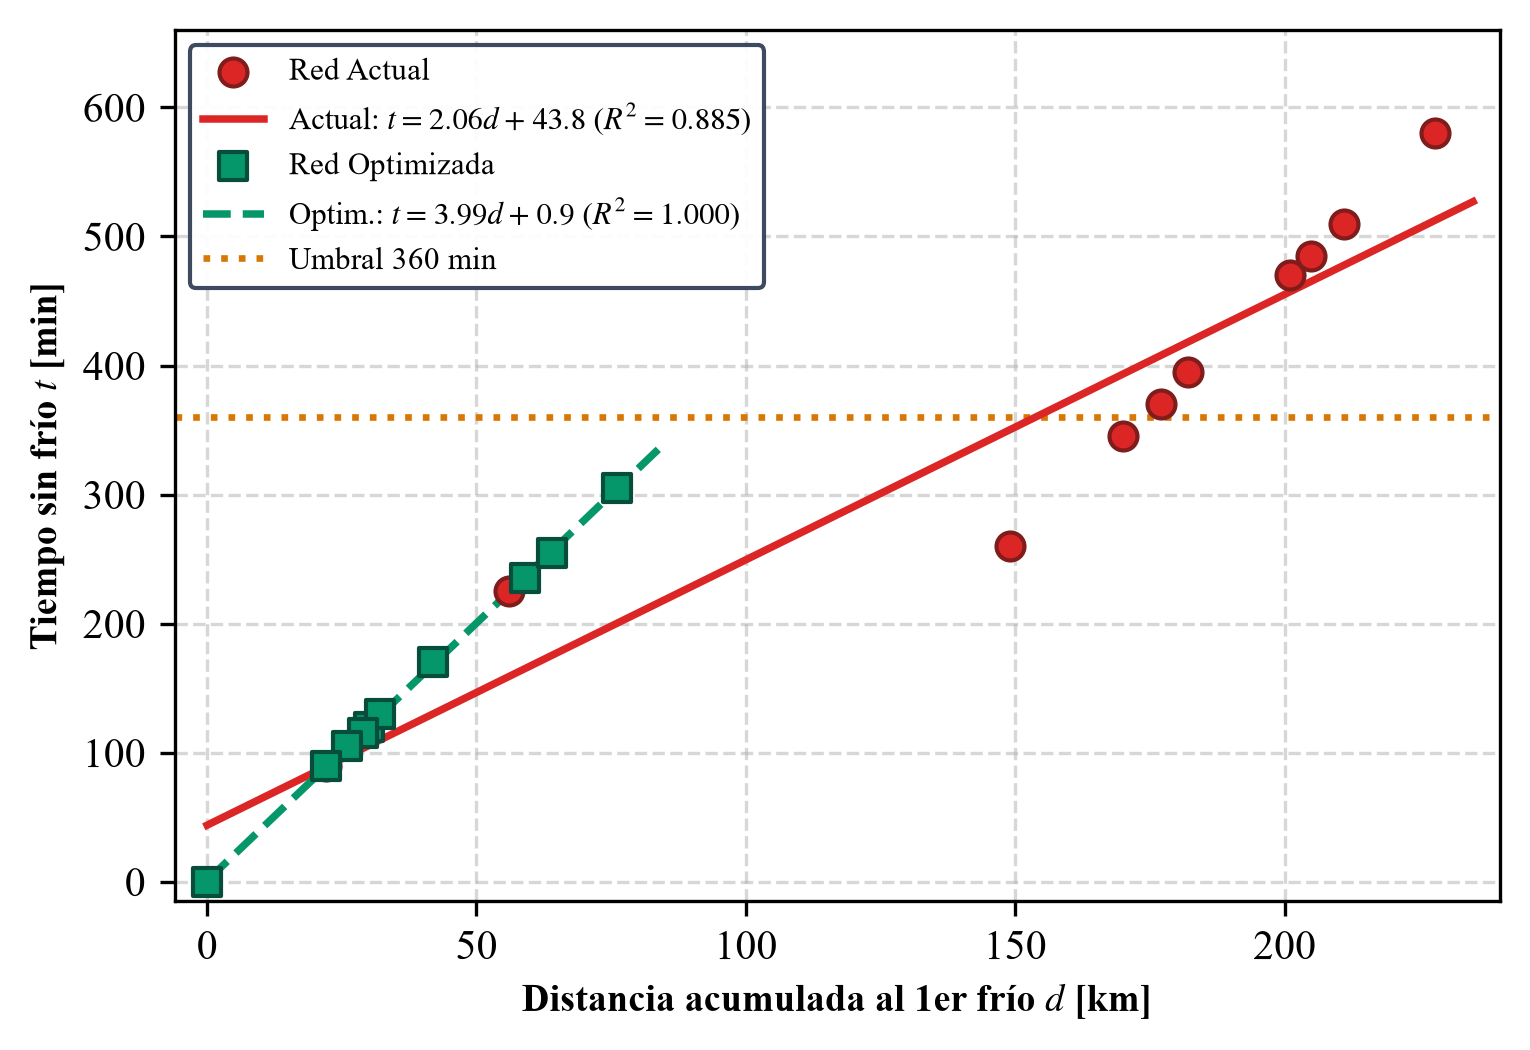 Red Actual
Actual: t = 2.06d + 43.8 (R² = 0.885)
Red Optimizada
Optim.: t = 3.99d + 0.9 (R² = 1.000)
Umbral 360 min
600
500
400
300
200
100
0
Tiempo sin frío t [min]
0 50 100 150 200
Distancia acumulada al 1er frío d [km]